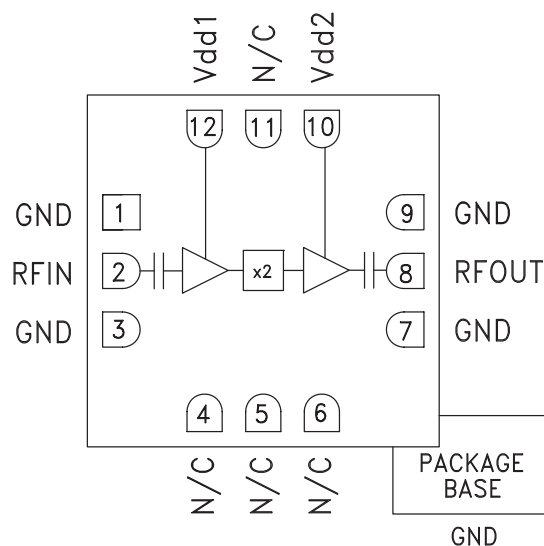 Vdd1
N/C
Vdd2
12
11
10
GND
1
9
GND
RFIN
2
x2
8
RFOUT
GND
3
7
GND
4
5
6
N/C
N/C
N/C
PACKAGE
BASE
GND